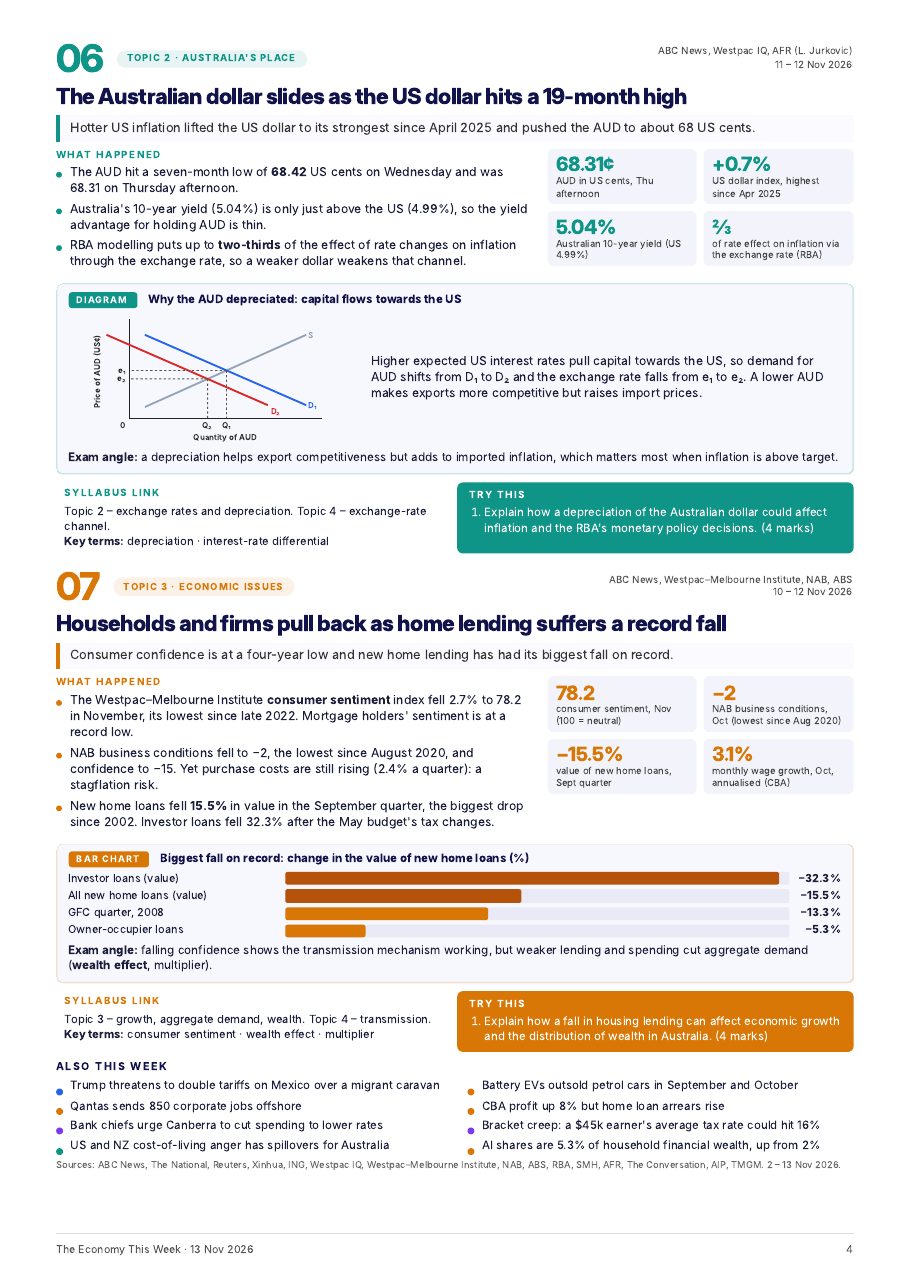 06
TOPIC 2 · AUSTRALIA'S PLACE
ABC News, Westpac IQ, AFR (L. Jurkovic)
11 – 12 Nov 2026
The Australian dollar slides as the US dollar hits a 19-month high
Hotter US inflation lifted the US dollar to its strongest since April 2025 and pushed the AUD to about 68 US cents.
WHAT HAPPENED
The AUD hit a seven-month low of 68.42 US cents on Wednesday and was
68.31 on Thursday afternoon.
Australia's 10-year yield (5.04%) is only just above the US (4.99%), so the yield
advantage for holding AUD is thin.
RBA modelling puts up to two-thirds of the effect of rate changes on inflation
through the exchange rate, so a weaker dollar weakens that channel.
68.31¢
AUD in US cents, Thu
afternoon
+0.7%
US dollar index, highest
since Apr 2025
5.04%
Australian 10-year yield (US
4.99%)
⅔
of rate effect on inflation via
the exchange rate (RBA)
DIAGRAM
Why the AUD depreciated: capital flows towards the US
Price of AUD (US¢)
S
e₁
e₂
D₂
D₁
0
Q₂
Q₁
Quantity of AUD
Higher expected US interest rates pull capital towards the US, so demand for
AUD shifts from D₁ to D₂ and the exchange rate falls from e₁ to e₂. A lower AUD
makes exports more competitive but raises import prices.
Exam angle: a depreciation helps export competitiveness but adds to imported inflation, which matters most when inflation is above target.
SYLLABUS LINK
Topic 2 – exchange rates and depreciation. Topic 4 – exchange-rate
channel.
Key terms: depreciation · interest-rate differential
TRY THIS
1. Explain how a depreciation of the Australian dollar could affect
inflation and the RBA's monetary policy decisions. (4 marks)
07
TOPIC 3 · ECONOMIC ISSUES
ABC News, Westpac–Melbourne Institute, NAB, ABS
10 – 12 Nov 2026
Households and firms pull back as home lending suffers a record fall
Consumer confidence is at a four-year low and new home lending has had its biggest fall on record.
WHAT HAPPENED
The Westpac–Melbourne Institute consumer sentiment index fell 2.7% to 78.2
in November, its lowest since late 2022. Mortgage holders' sentiment is at a
record low.
NAB business conditions fell to −2, the lowest since August 2020, and
confidence to −15. Yet purchase costs are still rising (2.4% a quarter): a
stagflation risk.
New home loans fell 15.5% in value in the September quarter, the biggest drop
since 2002. Investor loans fell 32.3% after the May budget's tax changes.
78.2
consumer sentiment, Nov
(100 = neutral)
−2
NAB business conditions,
Oct (lowest since Aug 2020)
−15.5%
value of new home loans,
Sept quarter
3.1%
monthly wage growth, Oct,
annualised (CBA)
BAR CHART
Biggest fall on record: change in the value of new home loans (%)
Investor loans (value)
−32.3%
All new home loans (value)
−15.5%
GFC quarter, 2008
−13.3%
Owner-occupier loans
−5.3%
Exam angle: falling confidence shows the transmission mechanism working, but weaker lending and spending cut aggregate demand
(wealth effect, multiplier).
SYLLABUS LINK
Topic 3 – growth, aggregate demand, wealth. Topic 4 – transmission.
Key terms: consumer sentiment · wealth effect · multiplier
TRY THIS
1. Explain how a fall in housing lending can affect economic growth
and the distribution of wealth in Australia. (4 marks)
ALSO THIS WEEK
Trump threatens to double tariffs on Mexico over a migrant caravan
Qantas sends 850 corporate jobs offshore
Bank chiefs urge Canberra to cut spending to lower rates
US and NZ cost-of-living anger has spillovers for Australia
Battery EVs outsold petrol cars in September and October
CBA profit up 8% but home loan arrears rise
Bracket creep: a $45k earner's average tax rate could hit 16%
AI shares are 5.3% of household financial wealth, up from 2%
Sources: ABC News, The National, Reuters, Xinhua, ING, Westpac IQ, Westpac–Melbourne Institute, NAB, ABS, RBA, SMH, AFR, The Conversation, AIP, TMGM. 2 – 13 Nov 2026.
The Economy This Week · 13 Nov 2026
4